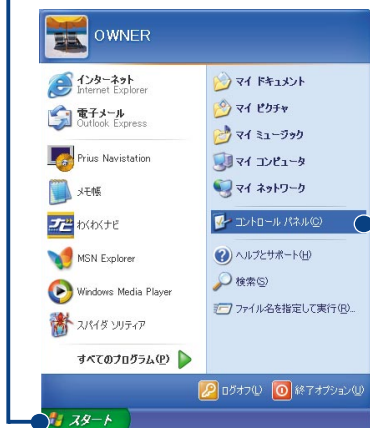 OWNER
インターネット
Internet Explorer
電子メール
Outlook Express
Prius Navistation
メモ帳
わくわくナビ
MSN Explorer
Windows Media Player
スパイダ ソリティア
すべてのプログラム(P)
マイ ドキュメント
マイ ピクチャ
マイ ミュージック
マイ コンピュータ
マイ ネットワーク
コントロール パネル(C)
ヘルプとサポート(H)
検索(S)
ファイル名を指定して実行(R)...
ログオフ(L) 終了オプション(U)
スタート